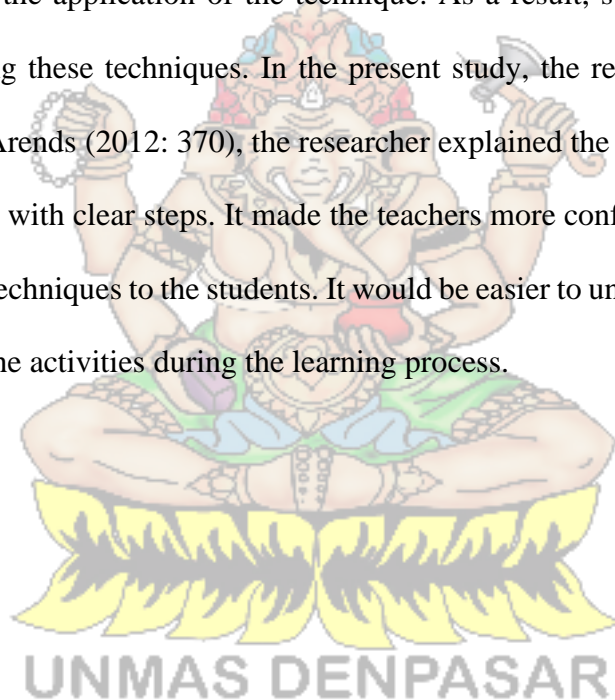 the application of the technique. As a result, s
g these techniques. In the present study, the re
Arends (2012: 370), the researcher explained the
with clear steps. It made the teachers more conf
echniques to the students. It would be easier to un
ne activities during the learning process.
UNMAS DENPASAR